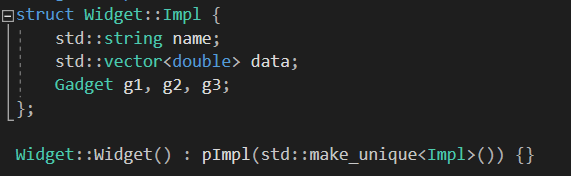 struct Widget::Impl {
    std::string name;
    std::vector<double> data;
    Gadget g1, g2, g3;
};
Widget::Widget() : pImpl(std::make_unique<Impl>()) {}